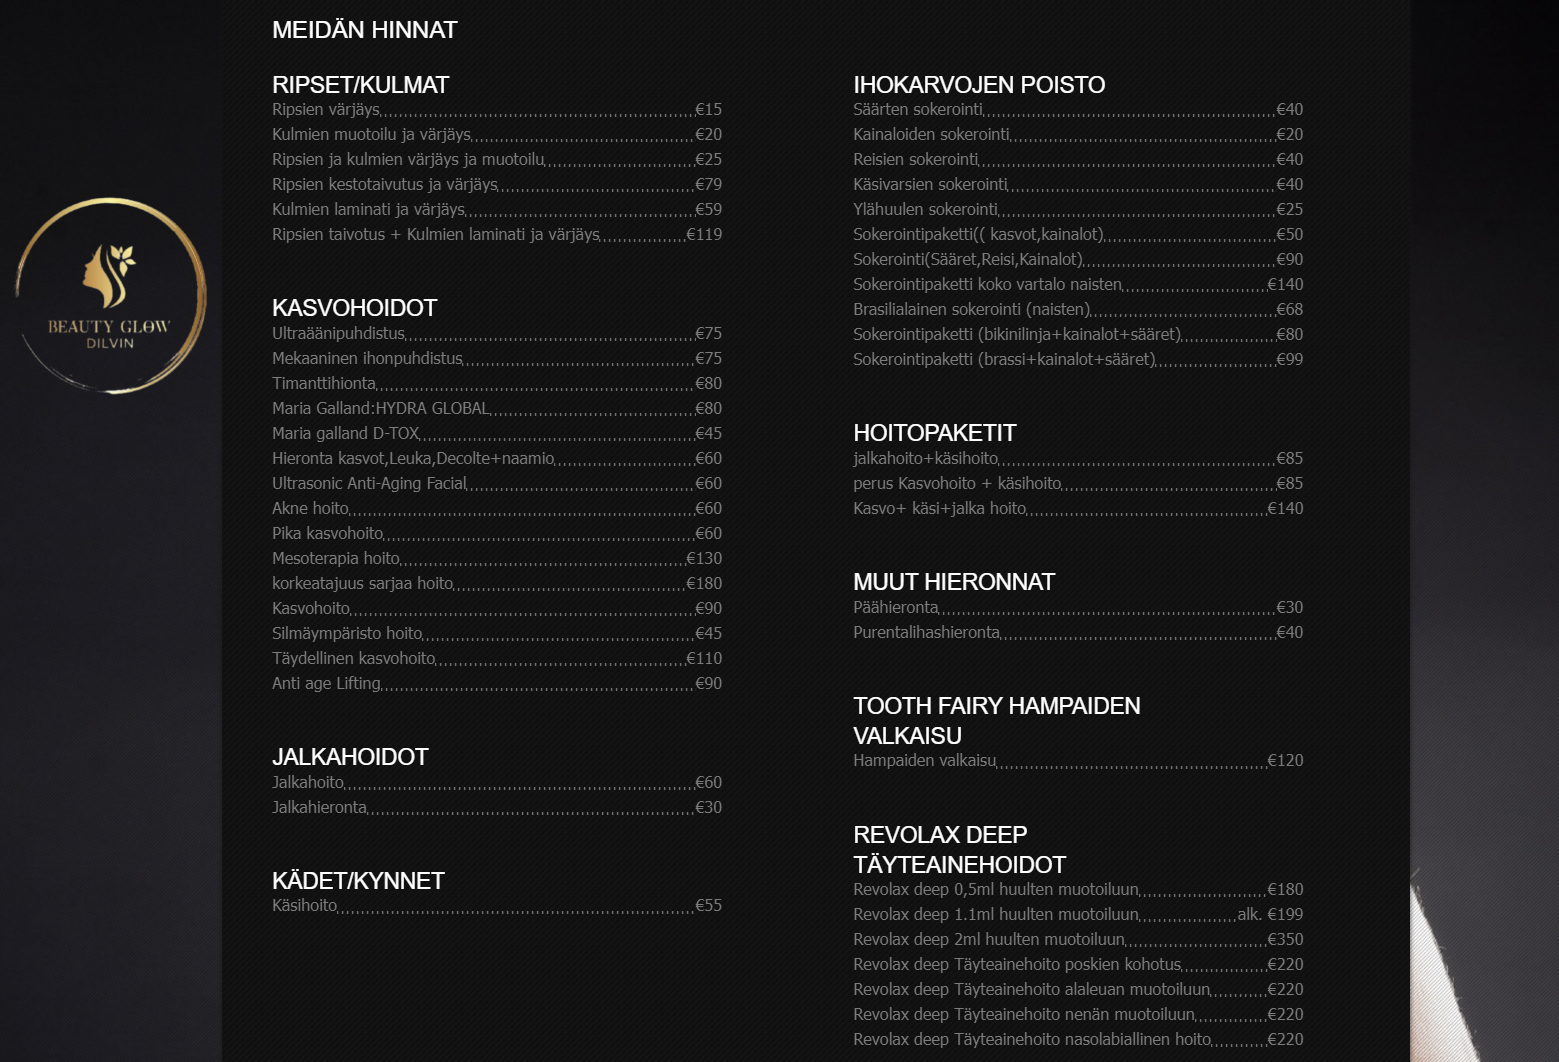 BEAUTY GLOW
DILVIN
MEIDÄN HINNAT
RIPSET/KULMAT
Ripsien värjäys €15
Kulmien muotoilu ja värjäys €20
Ripsien ja kulmien värjäys ja muotoilu €25
Ripsien kestotaivutus ja värjäys €79
Kulmien laminati ja värjäys €59
Ripsien taivotus + Kulmien laminati ja värjäys €119
KASVOHOIDOT
Ultraäänipuhdistus €75
Mekaaninen ihonpuhdistus €75
Timanttihionta €80
Maria Galland:HYDRA GLOBAL €80
Maria galland D-TOX €45
Hieronta kasvot,Leuka,Decolte+naamio €60
Ultrasonic Anti-Aging Facial €60
Akne hoito €60
Pika kasvohoito €60
Mesoterapia hoito €130
korkeatajuus sarjaa hoito €180
Kasvohoito €90
Silmäympäristo hoito €45
Täydellinen kasvohoito €110
Anti age Lifting €90
JALKAHOIDOT
Jalkahoito €60
Jalkahieronta €30
KÄDET/KYNNET
Käsihoito €55
IHOKARVOJEN POISTO
Säärten sokerointi €40
Kainaloiden sokerointi €20
Reisien sokerointi €40
Käsivarsien sokerointi €40
Ylähuulen sokerointi €25
Sokerointipaketti(( kasvot,kainalot) €50
Sokerointi(Sääret,Reisi,Kainalot) €90
Sokerointipaketti koko vartalo naisten €140
Brasilialainen sokerointi (naisten) €68
Sokerointipaketti (bikinilinja+kainalot+sääret) €80
Sokerointipaketti (brassi+kainalot+sääret) €99
HOITOPAKETIT
jalkahoito+käsihoito €85
perus Kasvohoito + käsihoito €85
Kasvo+ käsi+jalka hoito €140
MUUT HIERONNAT
Päähieronta €30
Purentalihashieronta €40
TOOTH FAIRY HAMPAIDEN
VALKAISU
Hampaiden valkaisu €120
REVOLAX DEEP
TÄYTEAINEHOIDOT
Revolax deep 0,5ml huulten muotoiluun €180
Revolax deep 1.1ml huulten muotoiluun alk. €199
Revolax deep 2ml huulten muotoiluun €350
Revolax deep Täyteainehoito poskien kohotus €220
Revolax deep Täyteainehoito alaleuan muotoiluun €220
Revolax deep Täyteainehoito nenän muotoiluun €220
Revolax deep Täyteainehoito nasolabiallinen hoito €220